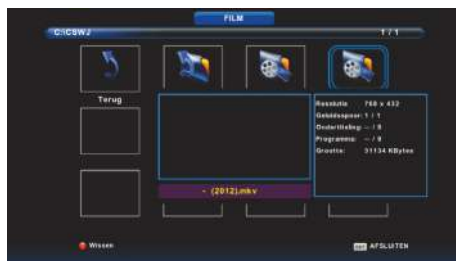 FILM
C:\CSWJ 1 / 1
Terug
Resolutie 768 x 432
Geluidsspoor: 1 / 1
Ondertiteling: -- / 0
Programma: -- / 0
Grootte: 31134 KBytes
- (2012).mkv
Wissen
EXIT AFSLUITEN